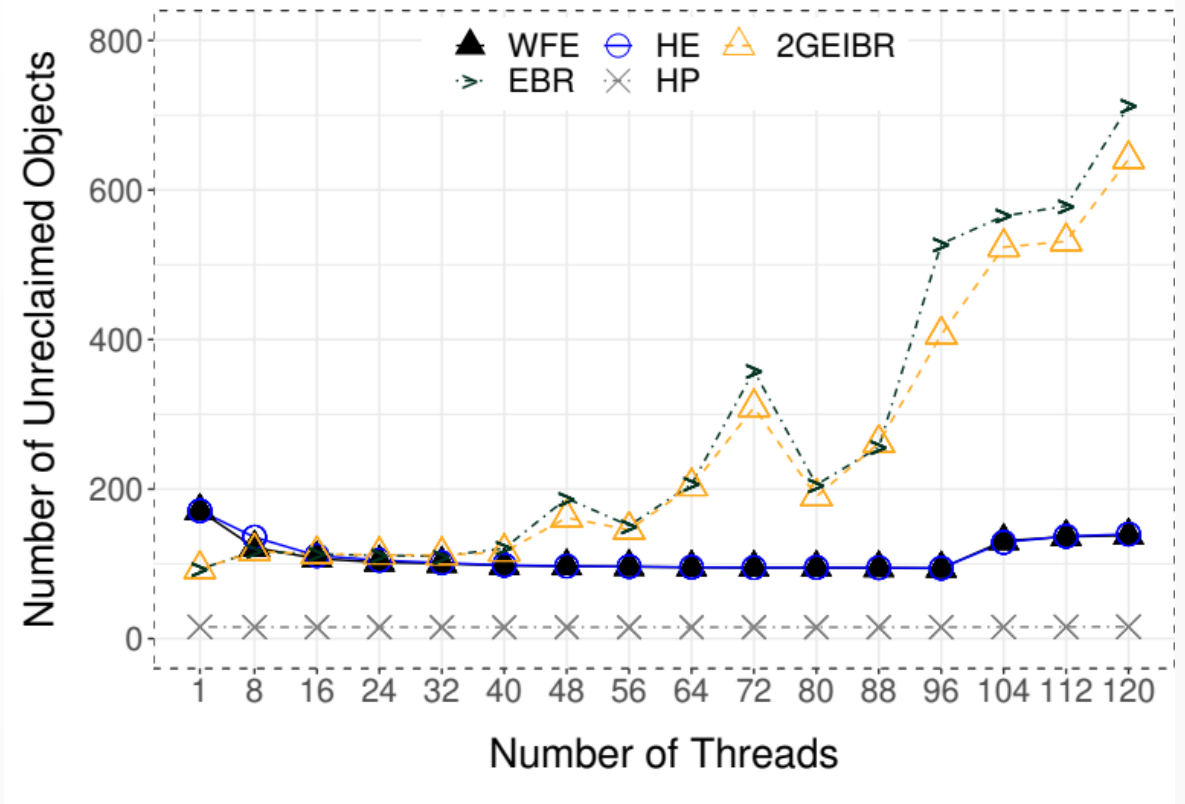 Number of Unreclaimed Objects
800
600
400
200
0
WFE HE 2GEIBR
EBR HP
1 8 16 24 32 40 48 56 64 72 80 88 96 104 112 120
Number of Threads